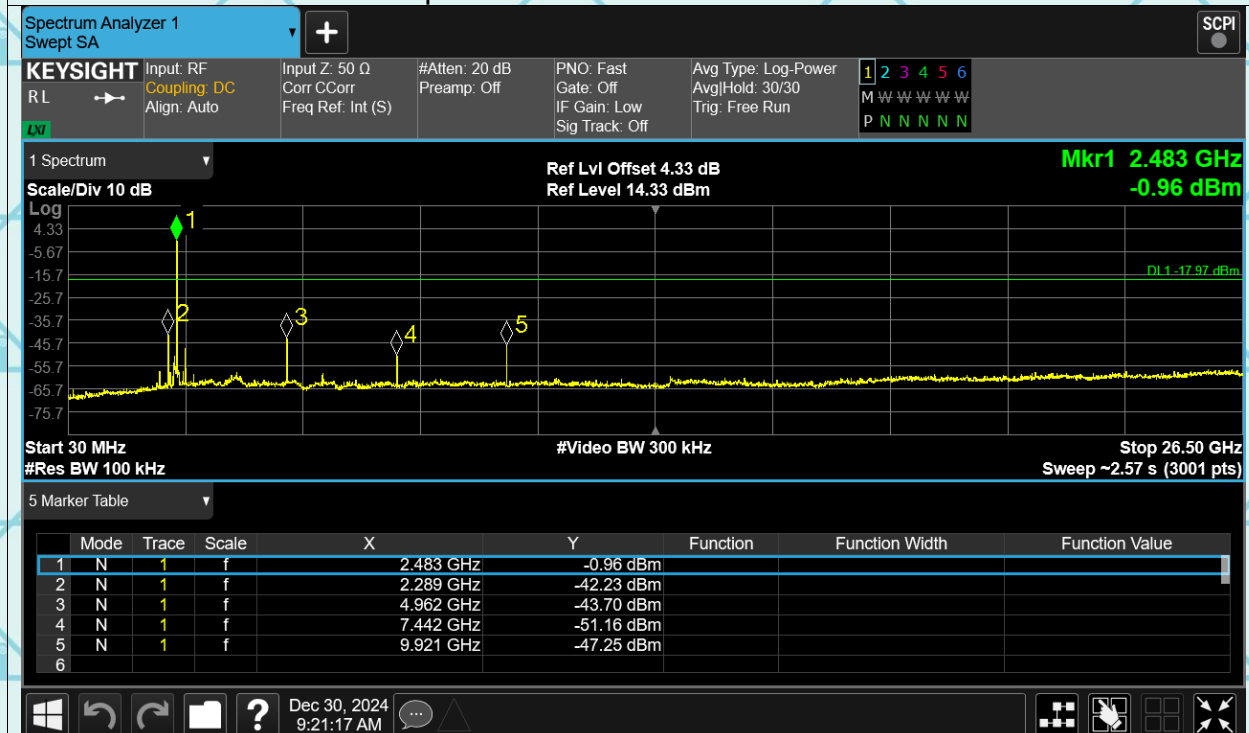 Spectrum Analyzer 1
Swept SA
+
SCPI
KEYSIGHT
RL
LXI
Input: RF
Coupling: DC
Align: Auto
Input Z: 50 Ω
Corr CCorr
Freq Ref: Int (S)
#Atten: 20 dB
Preamp: Off
PNO: Fast
Gate: Off
IF Gain: Low
Sig Track: Off
Avg Type: Log-Power
Avg|Hold: 30/30
Trig: Free Run
1 2 3 4 5 6
M W W W W W
P N N N N N
1 Spectrum
Scale/Div 10 dB
Ref Lvl Offset 4.33 dB
Ref Level 14.33 dBm
Mkr1 2.483 GHz
-0.96 dBm
Log
4.33
-5.67
-15.7
-25.7
-35.7
-45.7
-55.7
-65.7
-75.7
1
2
3
4
5
DL1 -17.97 dBm
Start 30 MHz
#Res BW 100 kHz
#Video BW 300 kHz
Stop 26.50 GHz
Sweep ~2.57 s (3001 pts)
5 Marker Table
Mode Trace Scale X Y Function Function Width Function Value
1 N 1 f 2.483 GHz -0.96 dBm
2 N 1 f 2.289 GHz -42.23 dBm
3 N 1 f 4.962 GHz -43.70 dBm
4 N 1 f 7.442 GHz -51.16 dBm
5 N 1 f 9.921 GHz -47.25 dBm
6
?
Dec 30, 2024
9:21:17 AM